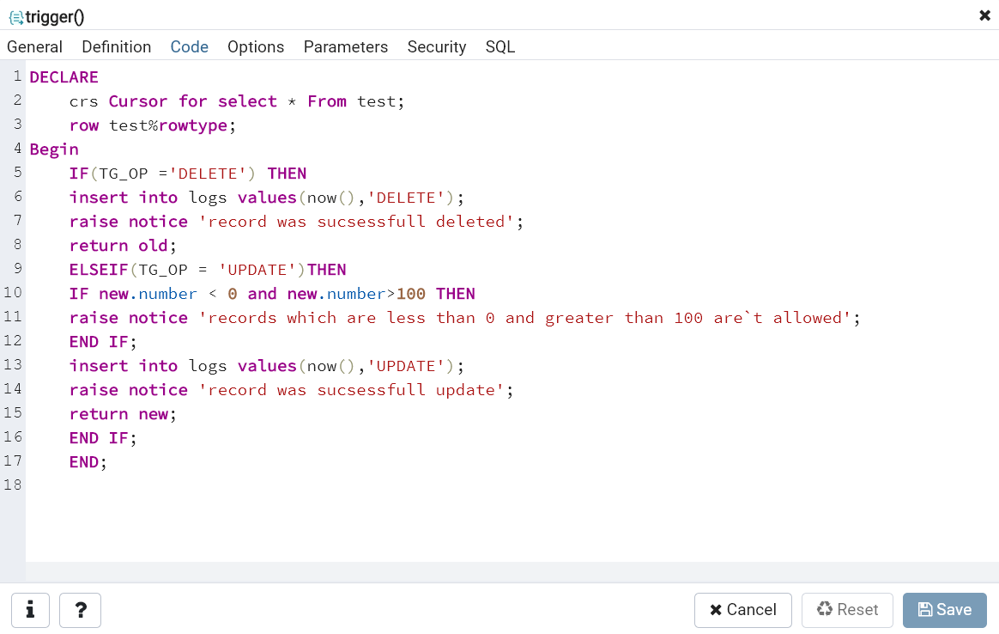 trigger()
General Definition Code Options Parameters Security SQL
1 DECLARE
2 crs Cursor for select * From test;
3 row test%rowtype;
4 Begin
5 IF(TG_OP ='DELETE') THEN
6 insert into logs values(now(),'DELETE');
7 raise notice 'record was sucsessfull deleted';
8 return old;
9 ELSEIF(TG_OP = 'UPDATE')THEN
10 IF new.number < 0 and new.number>100 THEN
11 raise notice 'records which are less than 0 and greater than 100 are`t allowed';
12 END IF;
13 insert into logs values(now(),'UPDATE');
14 raise notice 'record was sucsessfull update';
15 return new;
16 END IF;
17 END;
18
i ? Cancel Reset Save